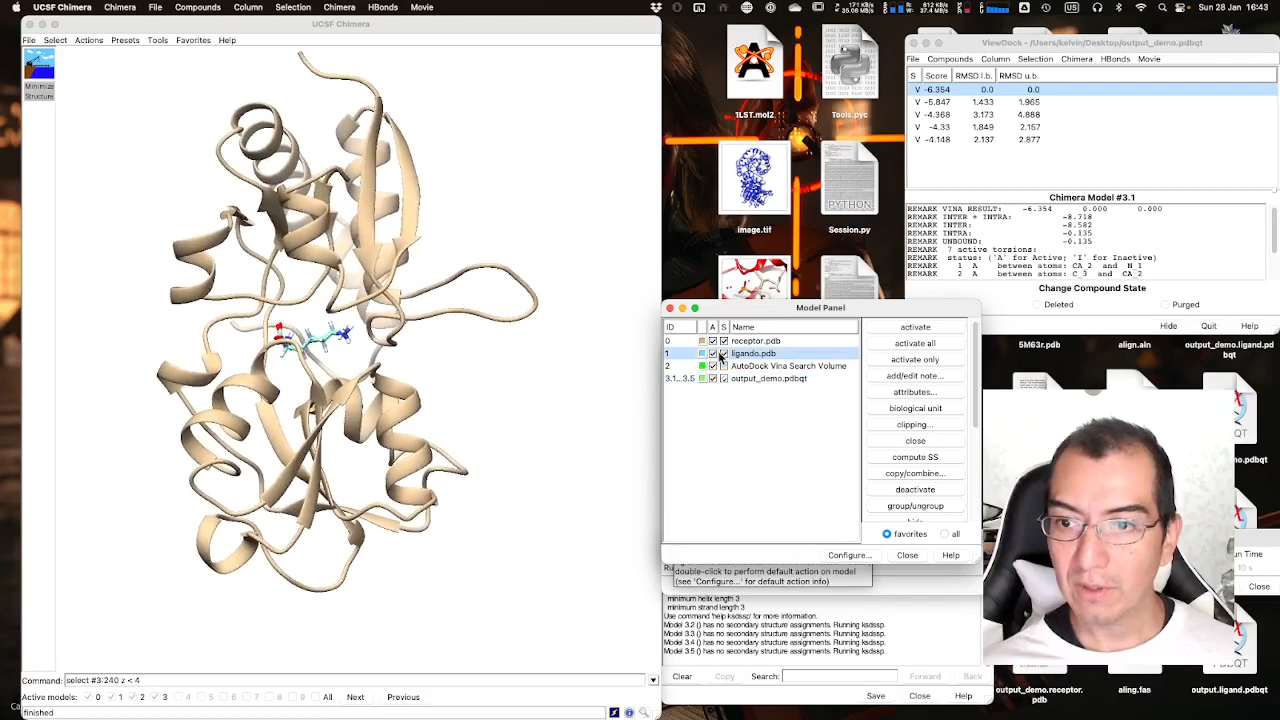 Chimera
Compounds
Column
Selection
Chimera
HBonds
Movie
171 KB/s
812 KB/s
Sun 28 Jan 16:43
UCSF Chimera
File Select Actions Presets Tools Favorites Help
Minimize
Structure
1LST.mol2
Tools.pyc
PYTHON
image.tif
Session.py
ViewDock - /Users/kelvin/Desktop/output_demo.pdbqt
File Compounds Column Selection Chimera HBonds Movie
S Score RMSD l.b. RMSD u.b.
V -6.354 0.0 0.0
V -5.847 1.433 1.965
V -4.368 3.173 4.888
V -4.33 1.849 2.157
V -4.148 2.137 2.877
Chimera Model #3.1
REMARK VINA RESULT: -6.354 0.000 0.000
REMARK INTER + INTRA: -8.718
REMARK INTER: -8.582
REMARK INTRA: -0.135
REMARK UNBOUND: -0.135
REMARK 7 active torsions:
REMARK status: ('A' for Active; 'I' for Inactive)
REMARK 1 A between atoms: CA_2 and N_1
REMARK 2 A between atoms: C_3 and CA_2
Change Compound State
Deleted
Purged
Hide Quit Help
Model Panel
ID A S Name
0 receptor.pdb
1 ligando.pdb
2 AutoDock Vina Search Volume
3.1...3.5 output_demo.pdbqt
activate
activate all
activate only
add/edit note...
attributes...
biological unit
clipping...
close
compute SS
copy/combine...
deactivate
group/ungroup
favorites all
Configure... Close Help
double-click to perform default action on model
(see 'Configure...' for default action info)
minimum helix length 3
minimum strand length 3
Use command 'help ksdssp' for more information.
Model 3.2 () has no secondary structure assignments. Running ksdssp.
Model 3.3 () has no secondary structure assignments. Running ksdssp.
Model 3.4 () has no secondary structure assignments. Running ksdssp.
Model 3.5 () has no secondary structure assignments. Running ksdssp.
Clear Copy Search: Forward Back
Save Close Help
5M63r.pdb
align.aln
output_demo.ligand.pd
bqt
Time
10 s
Close
PDBQT
output_demo.receptor.
pdb
aling.fas
output.ligand.pdbqt
Command: select #3:240 z < 4
Active models: 0 1 2 3 4 5 6 7 8 9 All Next Previous
finished